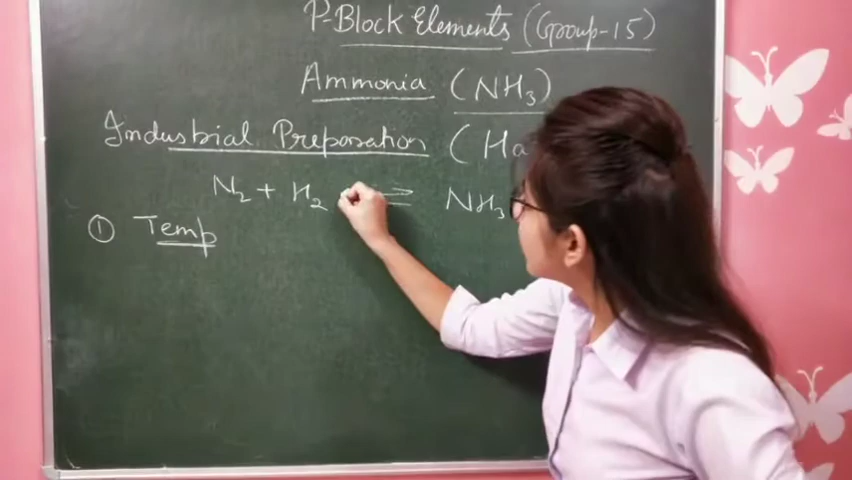 P-Block Elements (Group-15)
Ammonia (NH3)
Industrial Preparation (Ha
N2 + H2 ⇌ NH3
① Temp